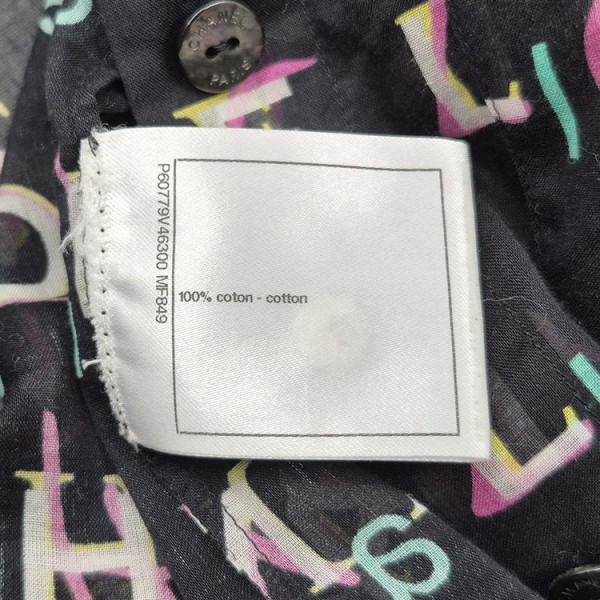 CHANEL
PARIS
P60779V46300 MF849
100% coton - cotton